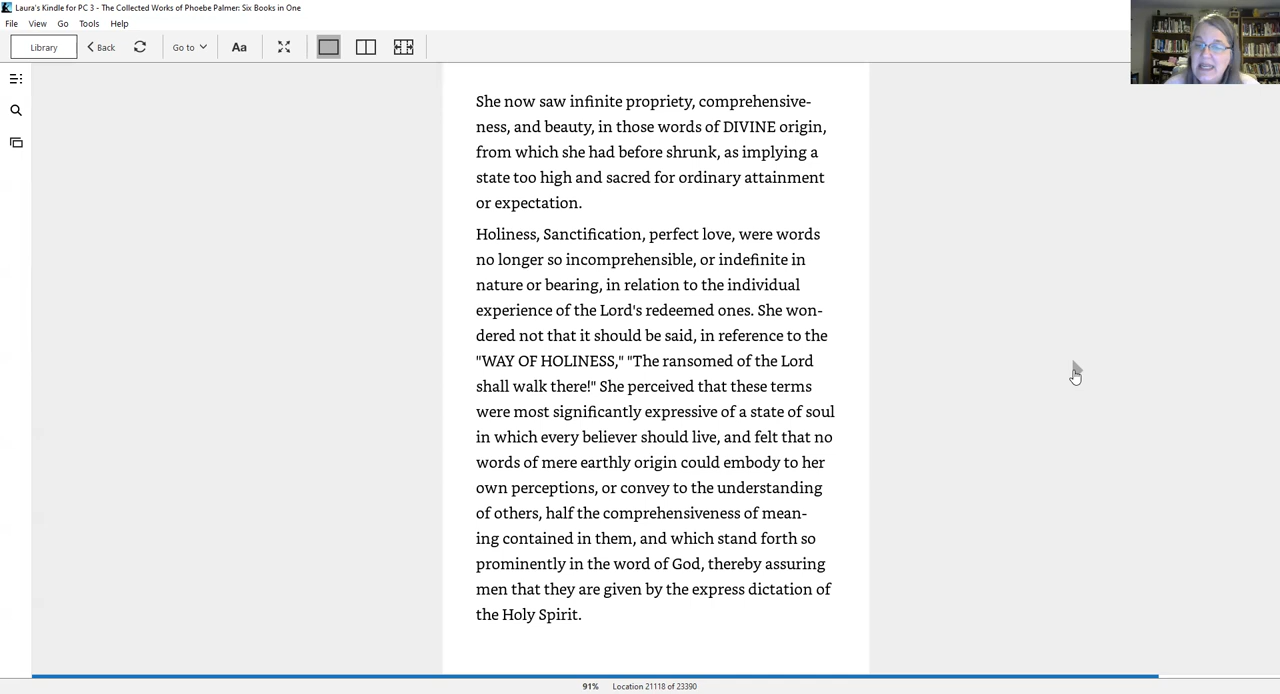 Laura's Kindle for PC 3 - The Collected Works of Phoebe Palmer: Six Books in One
File View Go Tools Help
Library Back Go to Aa
She now saw infinite propriety, comprehensive-
ness, and beauty, in those words of DIVINE origin,
from which she had before shrunk, as implying a
state too high and sacred for ordinary attainment
or expectation.
Holiness, Sanctification, perfect love, were words
no longer so incomprehensible, or indefinite in
nature or bearing, in relation to the individual
experience of the Lord's redeemed ones. She won-
dered not that it should be said, in reference to the
"WAY OF HOLINESS," "The ransomed of the Lord
shall walk there!" She perceived that these terms
were most significantly expressive of a state of soul
in which every believer should live, and felt that no
words of mere earthly origin could embody to her
own perceptions, or convey to the understanding
of others, half the comprehensiveness of mean-
ing contained in them, and which stand forth so
prominently in the word of God, thereby assuring
men that they are given by the express dictation of
the Holy Spirit.
91% Location 21118 of 23390